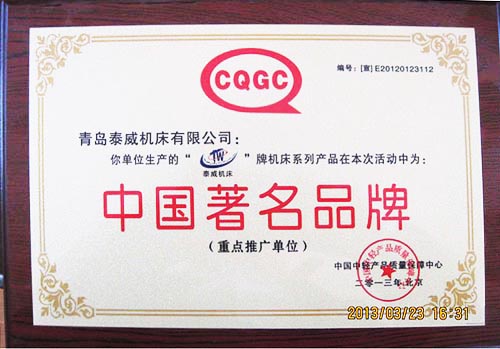 CQGC
编号：[宣] E20120123112
青岛泰威机床有限公司：
你单位生产的“ TW 泰威机床 ”牌机床系列产品在本次活动中为：
中国著名品牌
（重点推广单位）
中国中轻产品质量保障中心
二零一三年·北京
2013/03/23 16:31